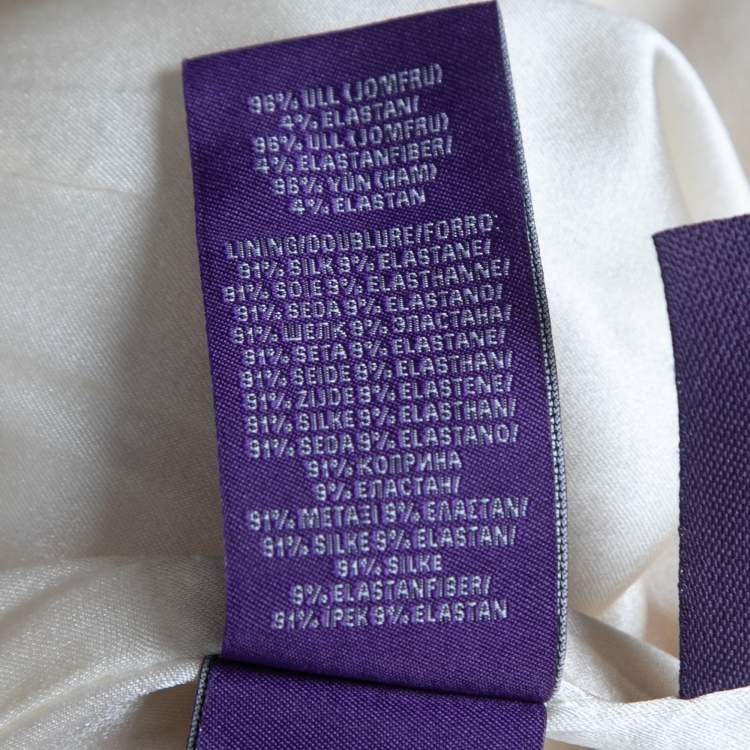 96% ULL (JOMFRU)
4% ELASTAN/
96% ULL (JOMFRU)
4% ELASTANFIBER/
96% YÜN (HAM)
4% ELASTAN
LINING/DOUBLURE/FORRO:
91% SILK 9% ELASTANE/
91% SOIE 9% ELASTHANNE/
91% SEDA 9% ELASTANO/
91% ШЕЛК 9% ЭЛАСТАНА/
91% SETA 9% ELASTANE/
91% SEIDE 9% ELASTHAN/
91% ZIJDE 9% ELASTENE/
91% SILKE 9% ELASTHAN/
91% SEDA 9% ELASTANO/
91% КОПРИНА
9% ЕЛАСТАН/
91% ΜΕΤΑΞΙ 9% ΕΛΑΣΤΑΝ/
91% SILKE 9% ELASTAN/
91% SILKE
9% ELASTANFIBER/
91% İPEK 9% ELASTAN